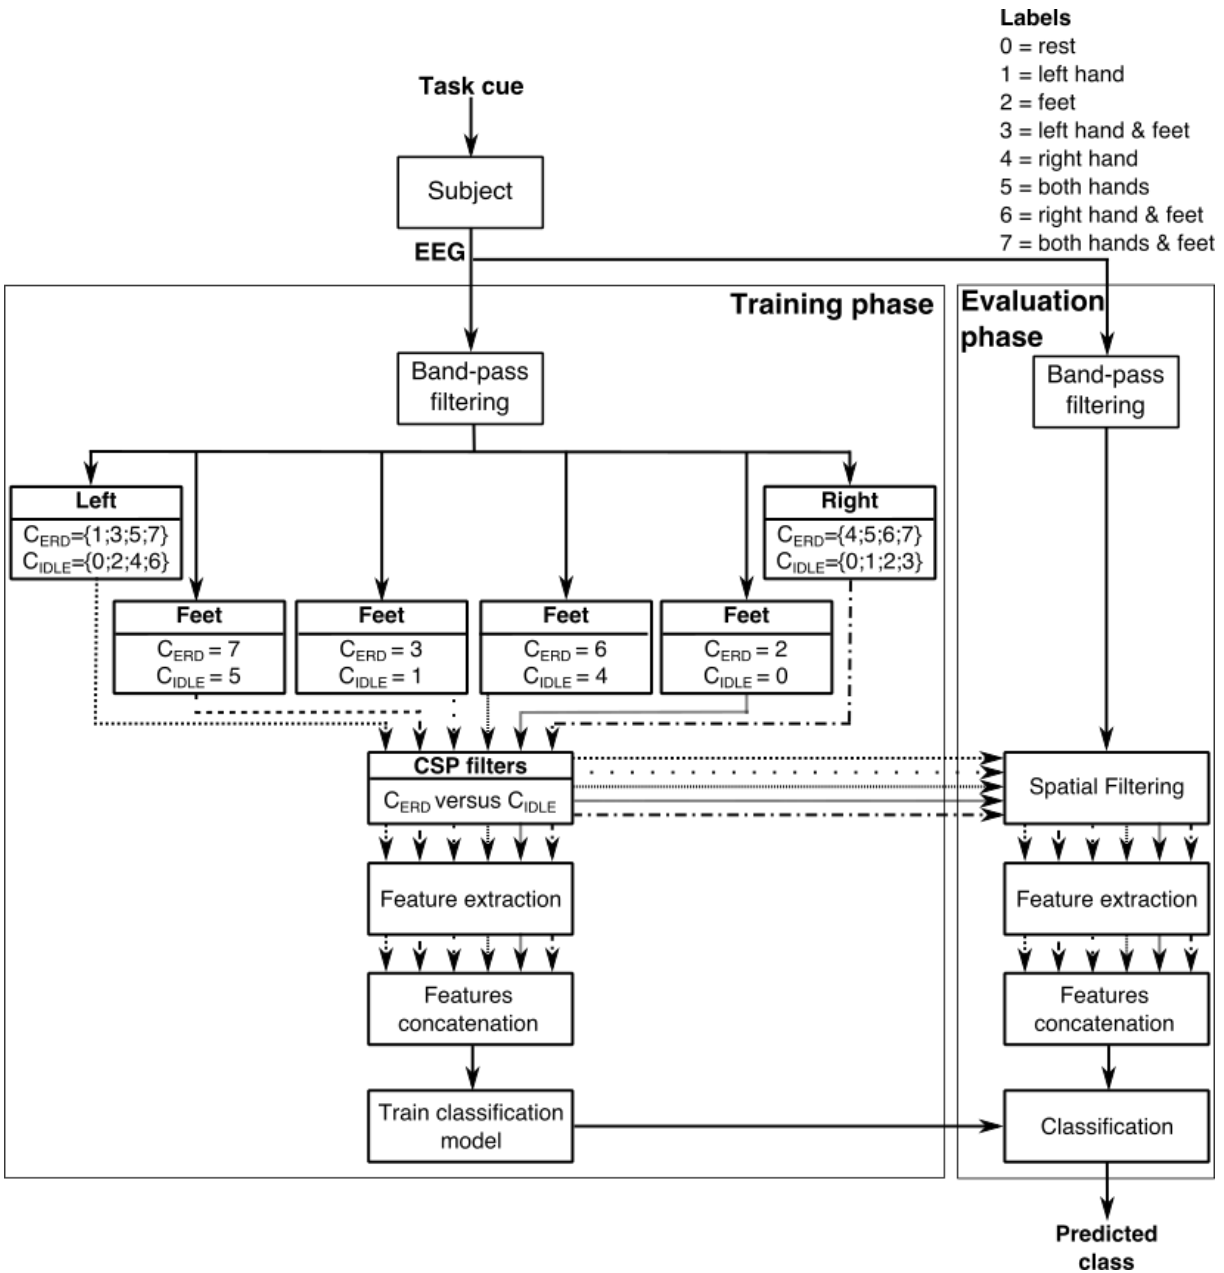 Labels
0 = rest
1 = left hand
2 = feet
3 = left hand & feet
4 = right hand
5 = both hands
6 = right hand & feet
7 = both hands & feet
Task cue
Subject
EEG
Training phase
Band-pass
filtering
Left
C_ERD={1;3;5;7}
C_IDLE={0;2;4;6}
Right
C_ERD={4;5;6;7}
C_IDLE={0;1;2;3}
Feet
C_ERD = 7
C_IDLE = 5
Feet
C_ERD = 3
C_IDLE = 1
Feet
C_ERD = 6
C_IDLE = 4
Feet
C_ERD = 2
C_IDLE = 0
CSP filters
C_ERD versus C_IDLE
Feature extraction
Features
concatenation
Train classification
model
Evaluation
phase
Band-pass
filtering
Spatial Filtering
Feature extraction
Features
concatenation
Classification
Predicted
class